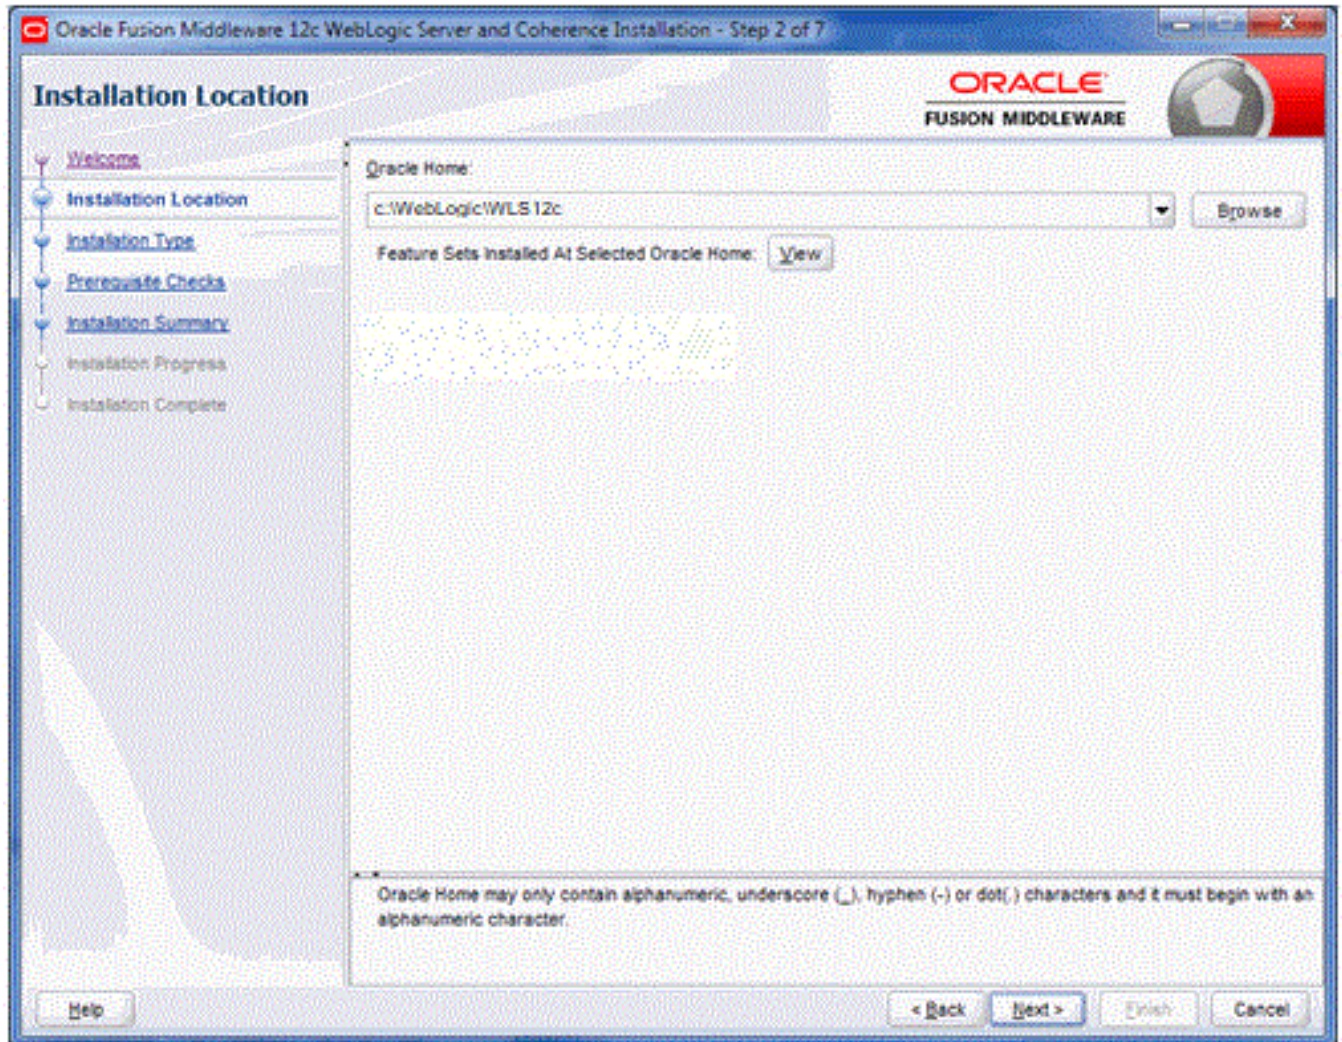 Oracle Fusion Middleware 12c WebLogic Server and Coherence Installation - Step 2 of 7
Installation Location
ORACLE
FUSION MIDDLEWARE
Welcome
Installation Location
Installation Type
Prerequisite Checks
Installation Summary
Installation Progress
Installation Complete
Oracle Home:
c:\WebLogic\WLS12c
Browse
Feature Sets Installed At Selected Oracle Home: View
Oracle Home may only contain alphanumeric, underscore (_), hyphen (-) or dot(.) characters and it must begin with an
alphanumeric character.
Help
< Back
Next >
Finish
Cancel